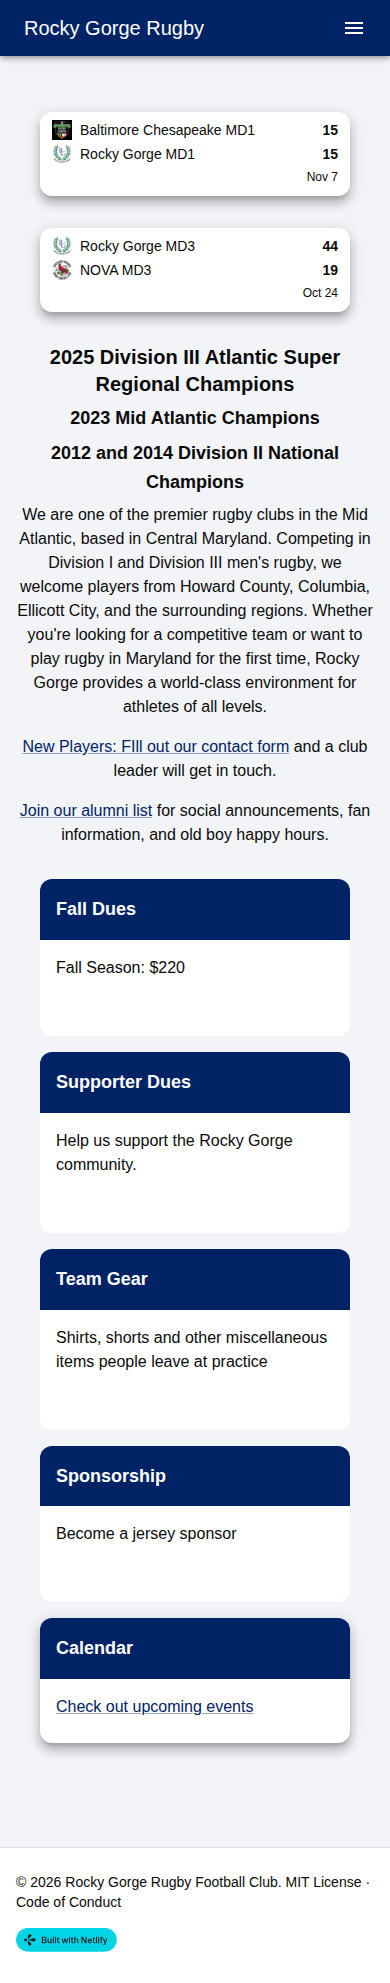 Rocky Gorge Rugby
Baltimore Chesapeake MD1 15
Rocky Gorge MD1 15
Nov 7
Rocky Gorge MD3 44
NOVA MD3 19
Oct 24
2025 Division III Atlantic Super
Regional Champions
2023 Mid Atlantic Champions
2012 and 2014 Division II National
Champions
We are one of the premier rugby clubs in the Mid
Atlantic, based in Central Maryland. Competing in
Division I and Division III men's rugby, we
welcome players from Howard County, Columbia,
Ellicott City, and the surrounding regions. Whether
you're looking for a competitive team or want to
play rugby in Maryland for the first time, Rocky
Gorge provides a world-class environment for
athletes of all levels.
New Players: FIll out our contact form and a club
leader will get in touch.
Join our alumni list for social announcements, fan
information, and old boy happy hours.
Fall Dues
Fall Season: $220
Supporter Dues
Help us support the Rocky Gorge
community.
Team Gear
Shirts, shorts and other miscellaneous
items people leave at practice
Sponsorship
Become a jersey sponsor
Calendar
Check out upcoming events
© 2026 Rocky Gorge Rugby Football Club. MIT License ·
Code of Conduct
Built with Netlify